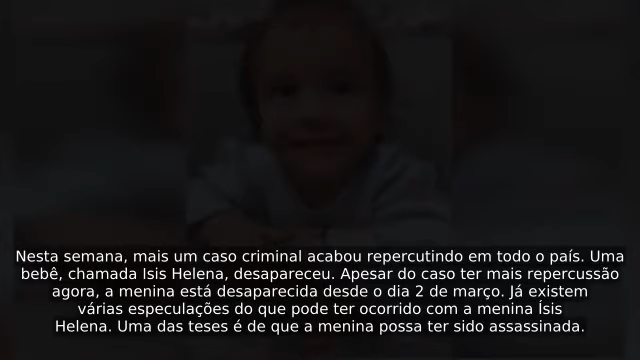 Nesta semana, mais um caso criminal acabou repercutindo em todo o país. Uma
bebê, chamada Isis Helena, desapareceu. Apesar do caso ter mais repercussão
agora, a menina está desaparecida desde o dia 2 de março. Já existem
várias especulações do que pode ter ocorrido com a menina Ísis
Helena. Uma das teses é de que a menina possa ter sido assassinada.